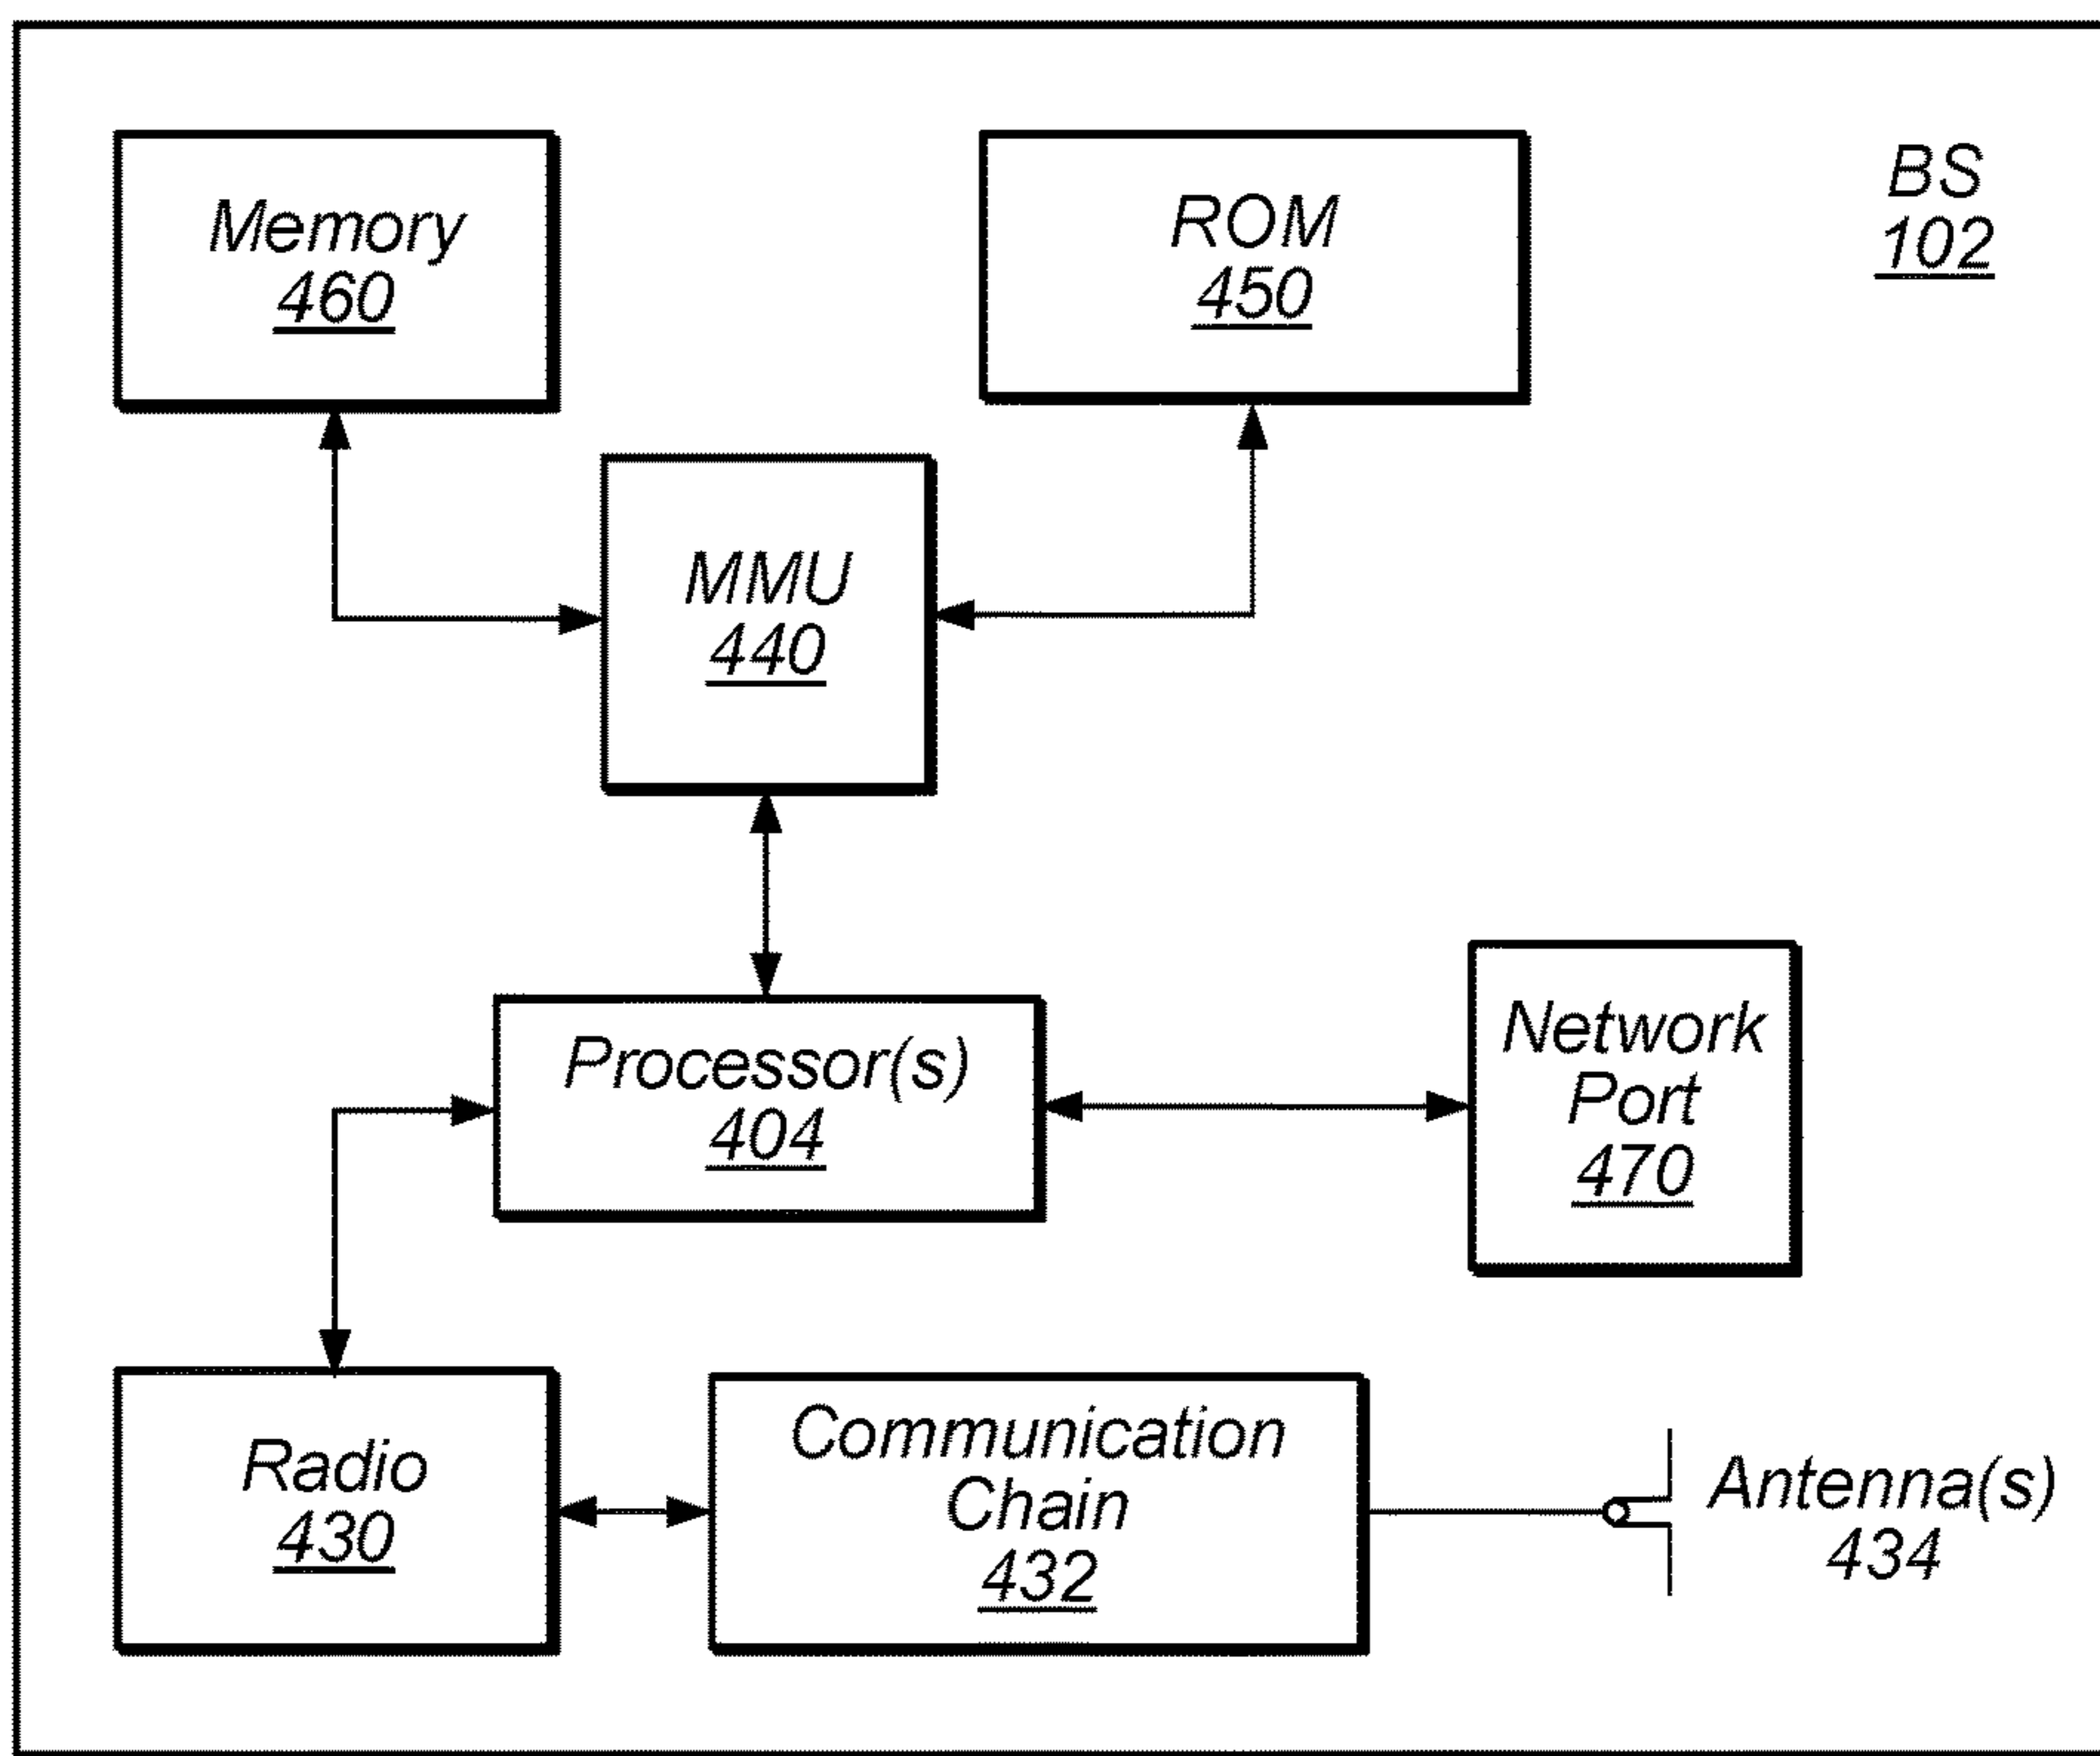 Memory
460
ROM
450
BS
102
MMU
440
Processor(s)
404
Network
Port
470
Radio
430
Communication
Chain
432
Antenna(s)
434